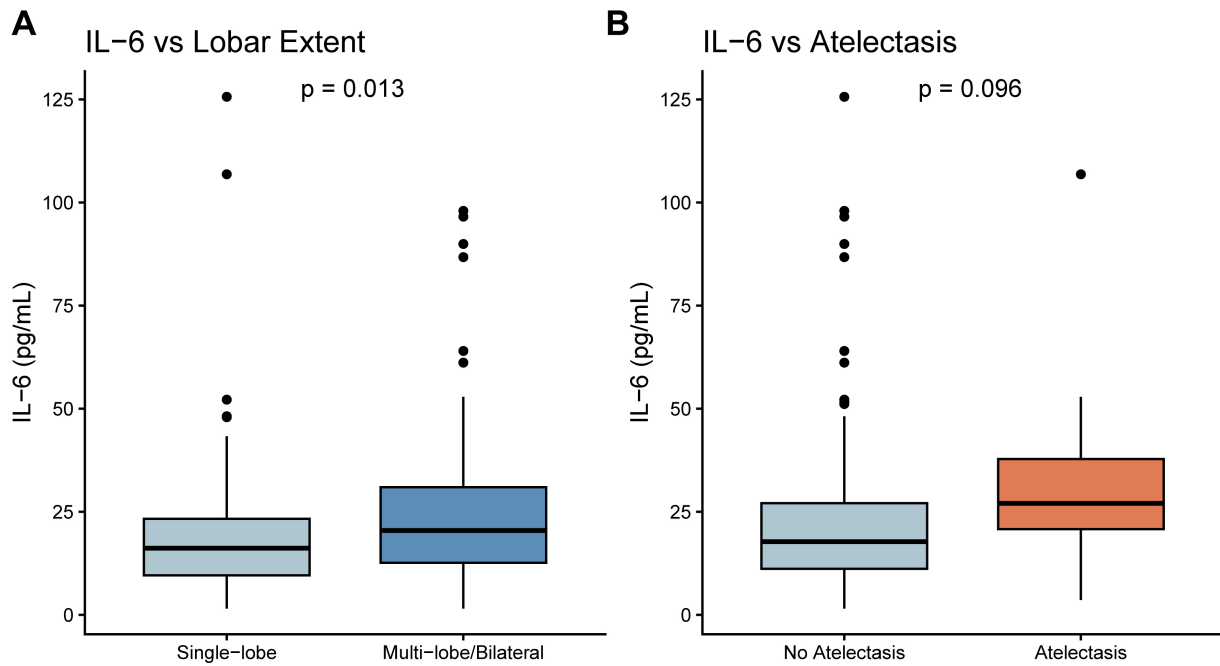 A
IL−6 vs Lobar Extent
p = 0.013
IL−6 (pg/mL)
125
100
75
50
25
0
Single−lobe
Multi−lobe/Bilateral
B
IL−6 vs Atelectasis
p = 0.096
IL−6 (pg/mL)
125
100
75
50
25
0
No Atelectasis
Atelectasis